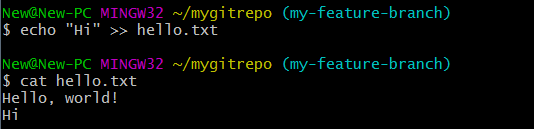 New@New-PC MINGW32 ~/mygitrepo (my-feature-branch)
$ echo "Hi" >> hello.txt
New@New-PC MINGW32 ~/mygitrepo (my-feature-branch)
$ cat hello.txt
Hello, world!
Hi